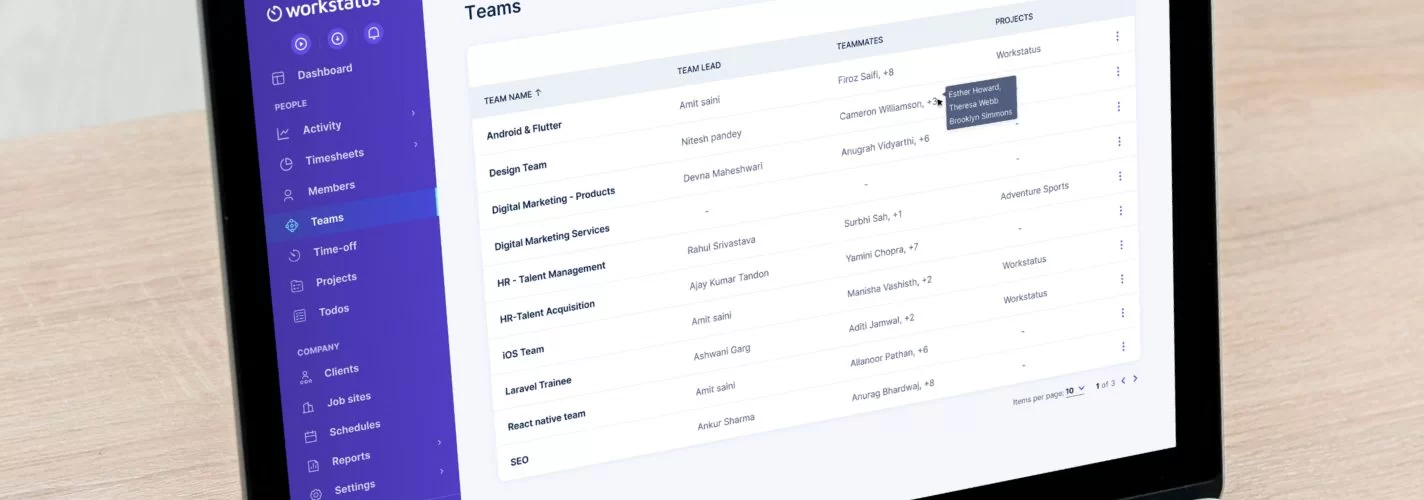 workstatus
Dashboard
PEOPLE
Activity
Timesheets
Members
Teams
Time-off
Projects
Todos
COMPANY
Clients
Job sites
Schedules
Reports
Settings
Teams
TEAM NAME ↑ TEAM LEAD TEAMMATES PROJECTS
Android & Flutter Amit saini Firoz Saifi, +8 Workstatus
Design Team Nitesh pandey Cameron Williamson, +3
Esther Howard,
Theresa Webb
Brooklyn Simmons
Digital Marketing - Products Devna Maheshwari Anugrah Vidyarthi, +6 -
Digital Marketing Services - - -
HR - Talent Management Rahul Srivastava Surbhi Sah, +1 Adventure Sports
HR-Talent Acquisition Ajay Kumar Tandon Yamini Chopra, +7 -
iOS Team Amit saini Manisha Vashisth, +2 Workstatus
Laravel Trainee Ashwani Garg Aditi Jamwal, +2 Workstatus
React native team Amit saini Allanoor Pathan, +6 -
SEO Ankur Sharma Anurag Bhardwaj, +8 -
Items per page: 10 1 of 3